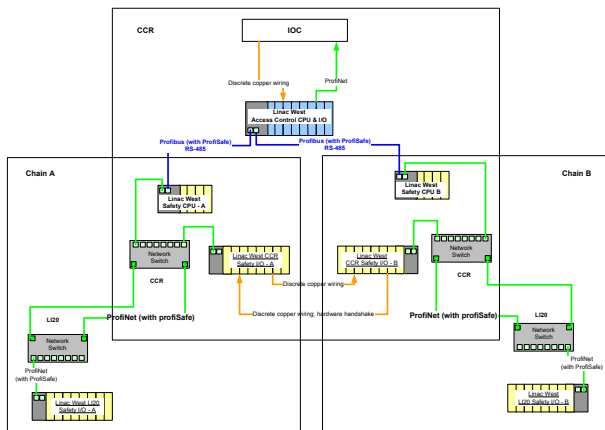 CCR
IOC
Discrete copper wiring
ProfiNet
Linac West
Access Control CPU & I/O
Profibus (with ProfiSafe)
RS-485
Profibus (with ProfiSafe)
RS-485
Chain A
Chain B
Linac West
Safety CPU - A
Linac West
Safety CPU B
Network
Switch
CCR
Linac West CCR
Safety I/O - A
Linac West
CCR Safety I/O - B
Network
Switch
CCR
Discrete copper wiring
Discrete copper wiring; hardware handshake
LI20
ProfiNet (with profiSafe)
ProfiNet (with profiSafe)
LI20
Network
Switch
Network
Switch
ProfiNet
(with ProfiSafe)
ProfiNet
(with ProfiSafe)
Linac West LI20
Safety I/O - A
Linac West
LI20 Safety I/O - B